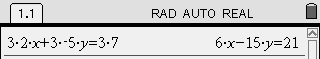 1.1 RAD AUTO REAL
3·2·x+3·⁻5·y=3·7 6·x−15·y=21